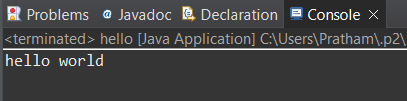 Problems Javadoc Declaration Console
<terminated> hello [Java Application] C:\Users\Pratham\.p2\
hello world